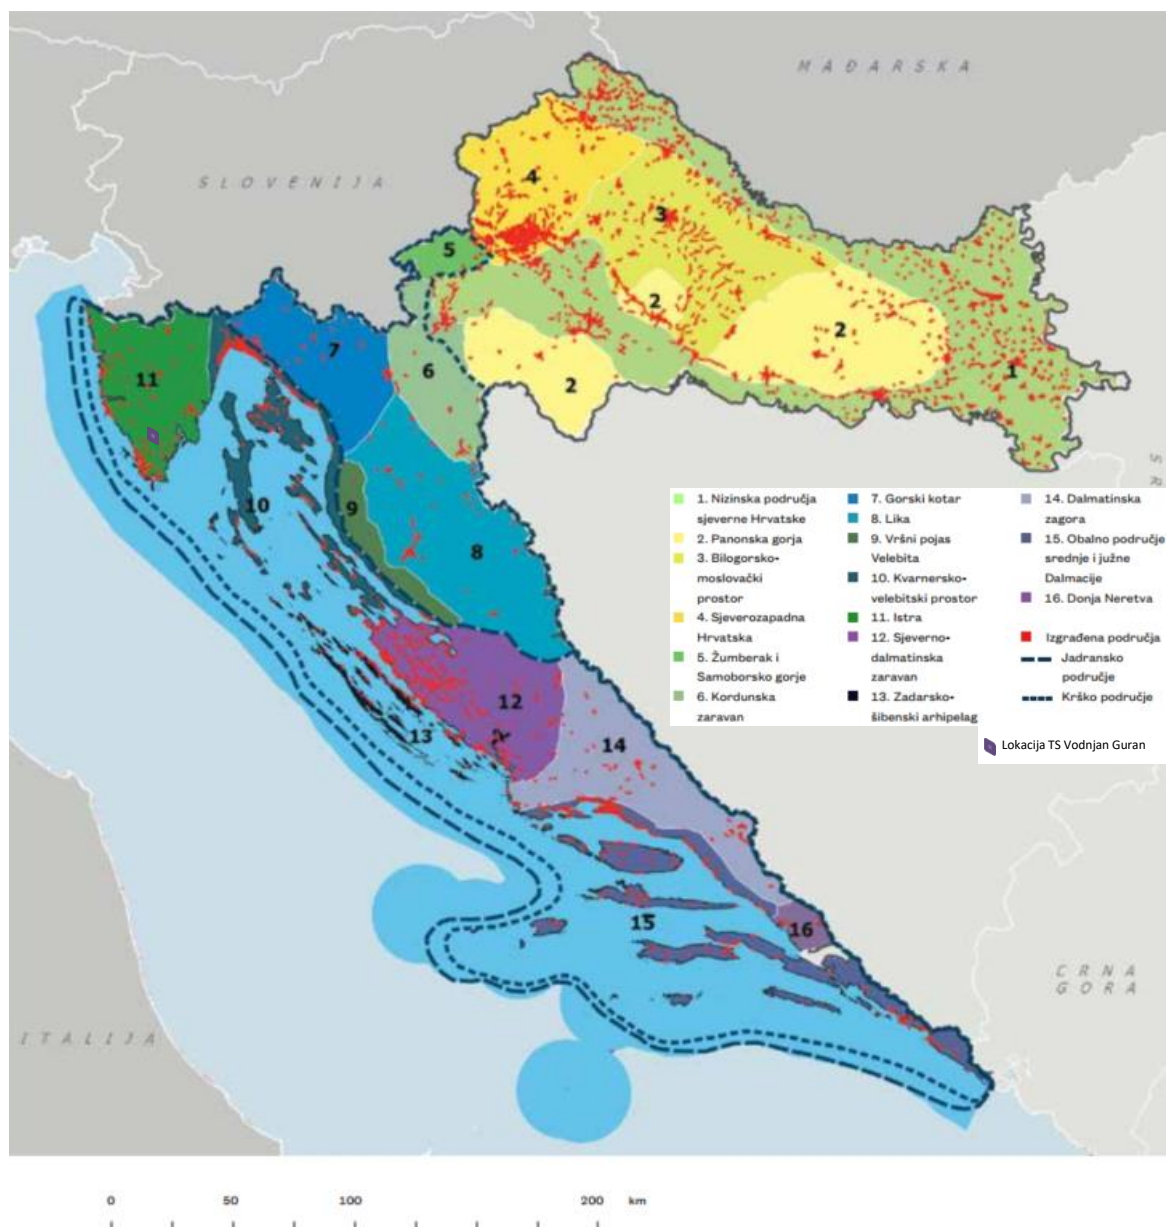 MAĐARSKA
SLOVENIJA
4
3
5
2
7
2
11
6
2
1
10
9
8
SR
1. Nizinska područja
sjeverne Hrvatske
2. Panonska gorja
3. Bilogorsko-
moslovački
prostor
4. Sjeverozapadna
Hrvatska
5. Žumberak i
Samoborsko gorje
6. Kordunska
zaravan
7. Gorski kotar
8. Lika
9. Vršni pojas
Velebita
10. Kvarnersko-
velebitski prostor
11. Istra
12. Sjeverno-
dalmatinska
zaravan
13. Zadarsko-
šibenski arhipelag
14. Dalmatinska
zagora
15. Obalno područje
srednje i južne
Dalmacije
16. Donja Neretva
Izgrađena područja
Jadransko
područje
Krško područje
Lokacija TS Vodnjan Guran
12
13
14
15
16
CRNA
GORA
ITALIJA
0 50 100 200 km